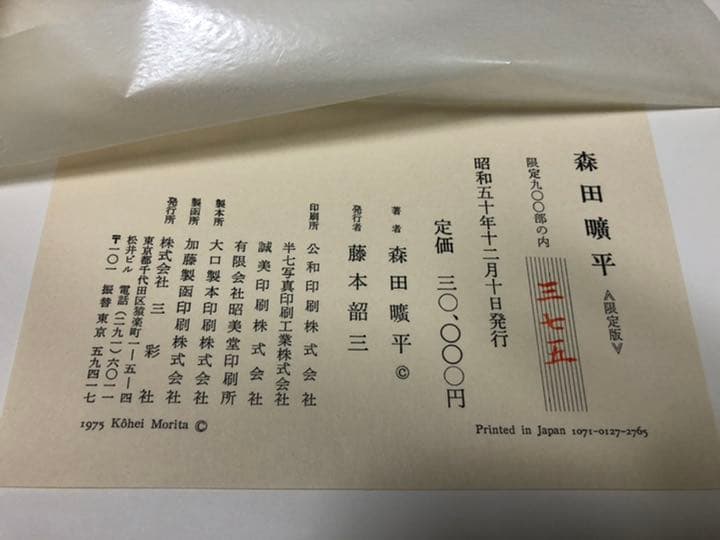 森田曠平 《限定版》
限定九〇〇部の内 三七五
昭和五十年十二月十日発行
定価 三〇、〇〇〇円
著者 森田曠平 ©
発行者 藤本韶三
印刷所 公和印刷株式会社
半七写真印刷工業株式会社
誠美印刷株式会社
有限会社昭美堂印刷所
製本所 大口製本印刷株式会社
製函所 加藤製函印刷株式会社
発行所 株式会社 三彩社
東京都千代田区猿楽町一ー五ー四
松井ビル 電話(二九一)六〇一一
〒一〇一 振替東京 五九四一七
1975 Kôhei Morita ©
Printed in Japan 1071-0127-2765